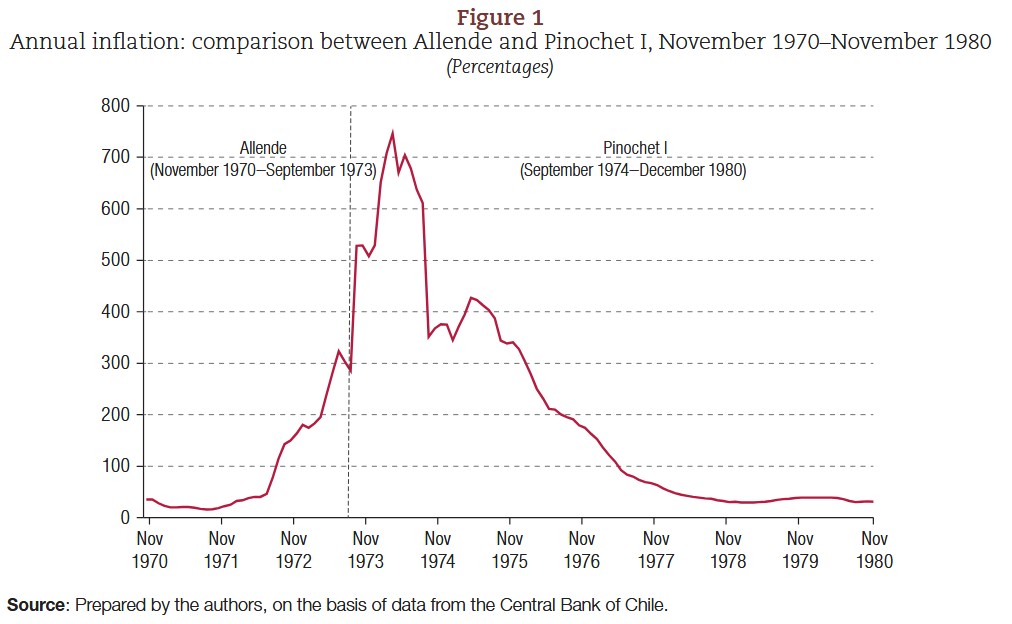 Figure 1
Annual inflation: comparison between Allende and Pinochet I, November 1970–November 1980
(Percentages)
800
700
600
500
400
300
200
100
0
Allende
(November 1970–September 1973)
Pinochet I
(September 1974–December 1980)
Nov 1970
Nov 1971
Nov 1972
Nov 1973
Nov 1974
Nov 1975
Nov 1976
Nov 1977
Nov 1978
Nov 1979
Nov 1980
Source: Prepared by the authors, on the basis of data from the Central Bank of Chile.